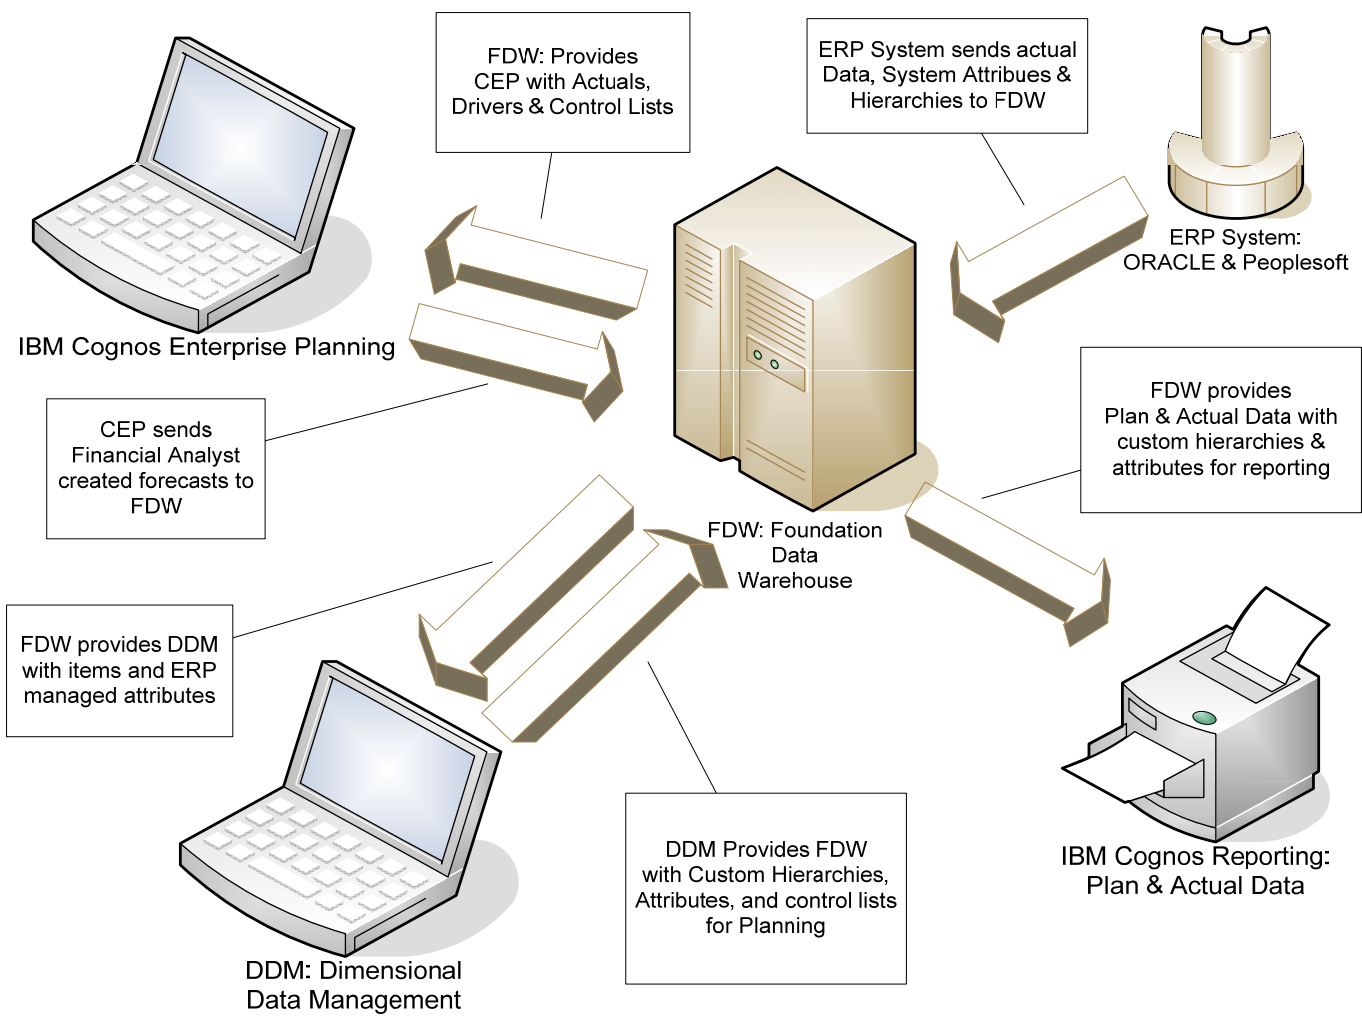 FDW: Provides
CEP with Actuals,
Drivers & Control Lists
ERP System sends actual
Data, System Attribues &
Hierarchies to FDW
ERP System:
ORACLE & Peoplesoft
IBM Cognos Enterprise Planning
CEP sends
Financial Analyst
created forecasts to
FDW
FDW provides
Plan & Actual Data with
custom hierarchies &
attributes for reporting
FDW: Foundation
Data
Warehouse
FDW provides DDM
with items and ERP
managed attributes
DDM Provides FDW
with Custom Hierarchies,
Attributes, and control lists
for Planning
IBM Cognos Reporting:
Plan & Actual Data
DDM: Dimensional
Data Management